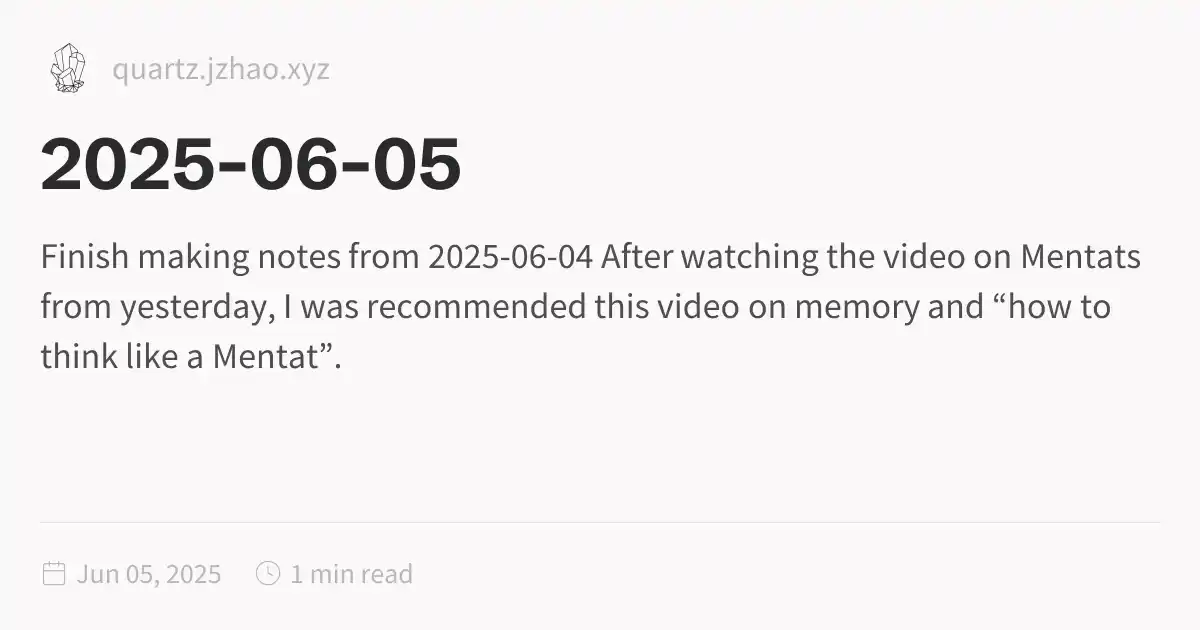 quartz.jzhao.xyz
2025-06-05
Finish making notes from 2025-06-04 After watching the video on Mentats
from yesterday, I was recommended this video on memory and “how to
think like a Mentat”.
Jun 05, 2025 1 min read